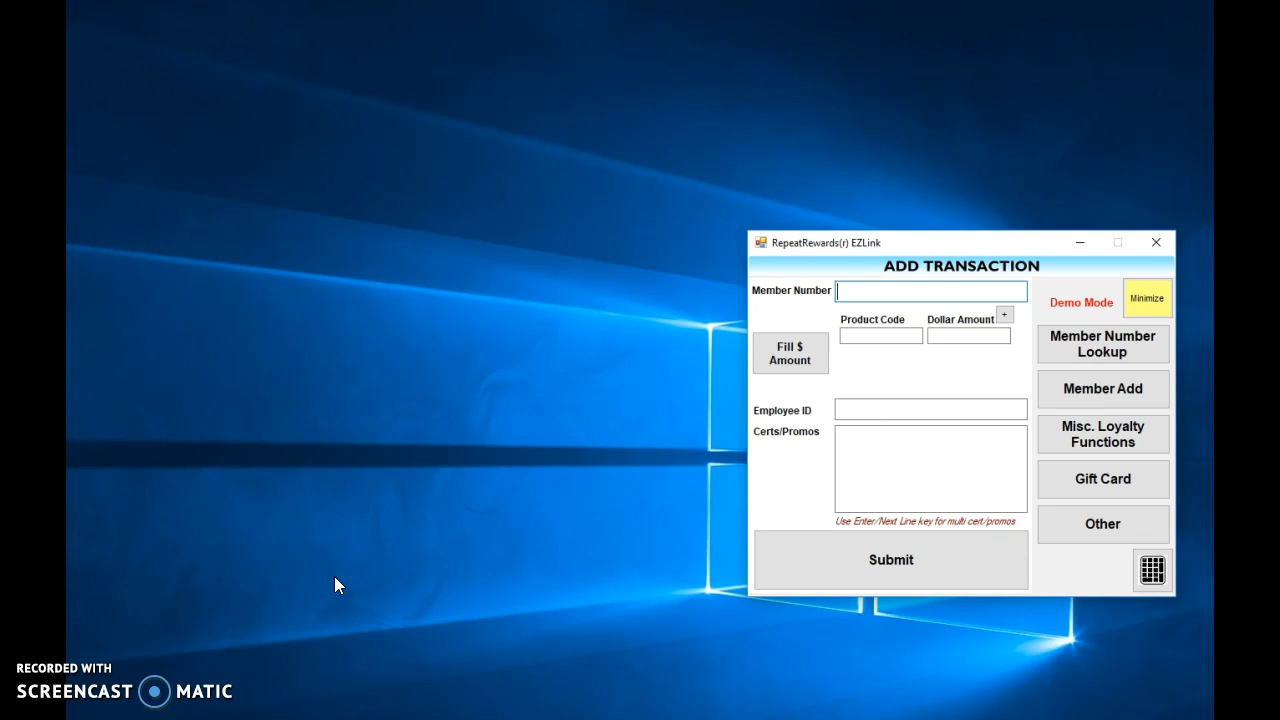 RepeatRewards(r) EZLink
ADD TRANSACTION
Member Number
Demo Mode
Minimize
Product Code
Dollar Amount
+
Fill $
Amount
Member Number
Lookup
Member Add
Employee ID
Certs/Promos
Misc. Loyalty
Functions
Gift Card
Use Enter/Next Line key for multi cert/promos
Other
Submit
RECORDED WITH
SCREENCAST MATIC